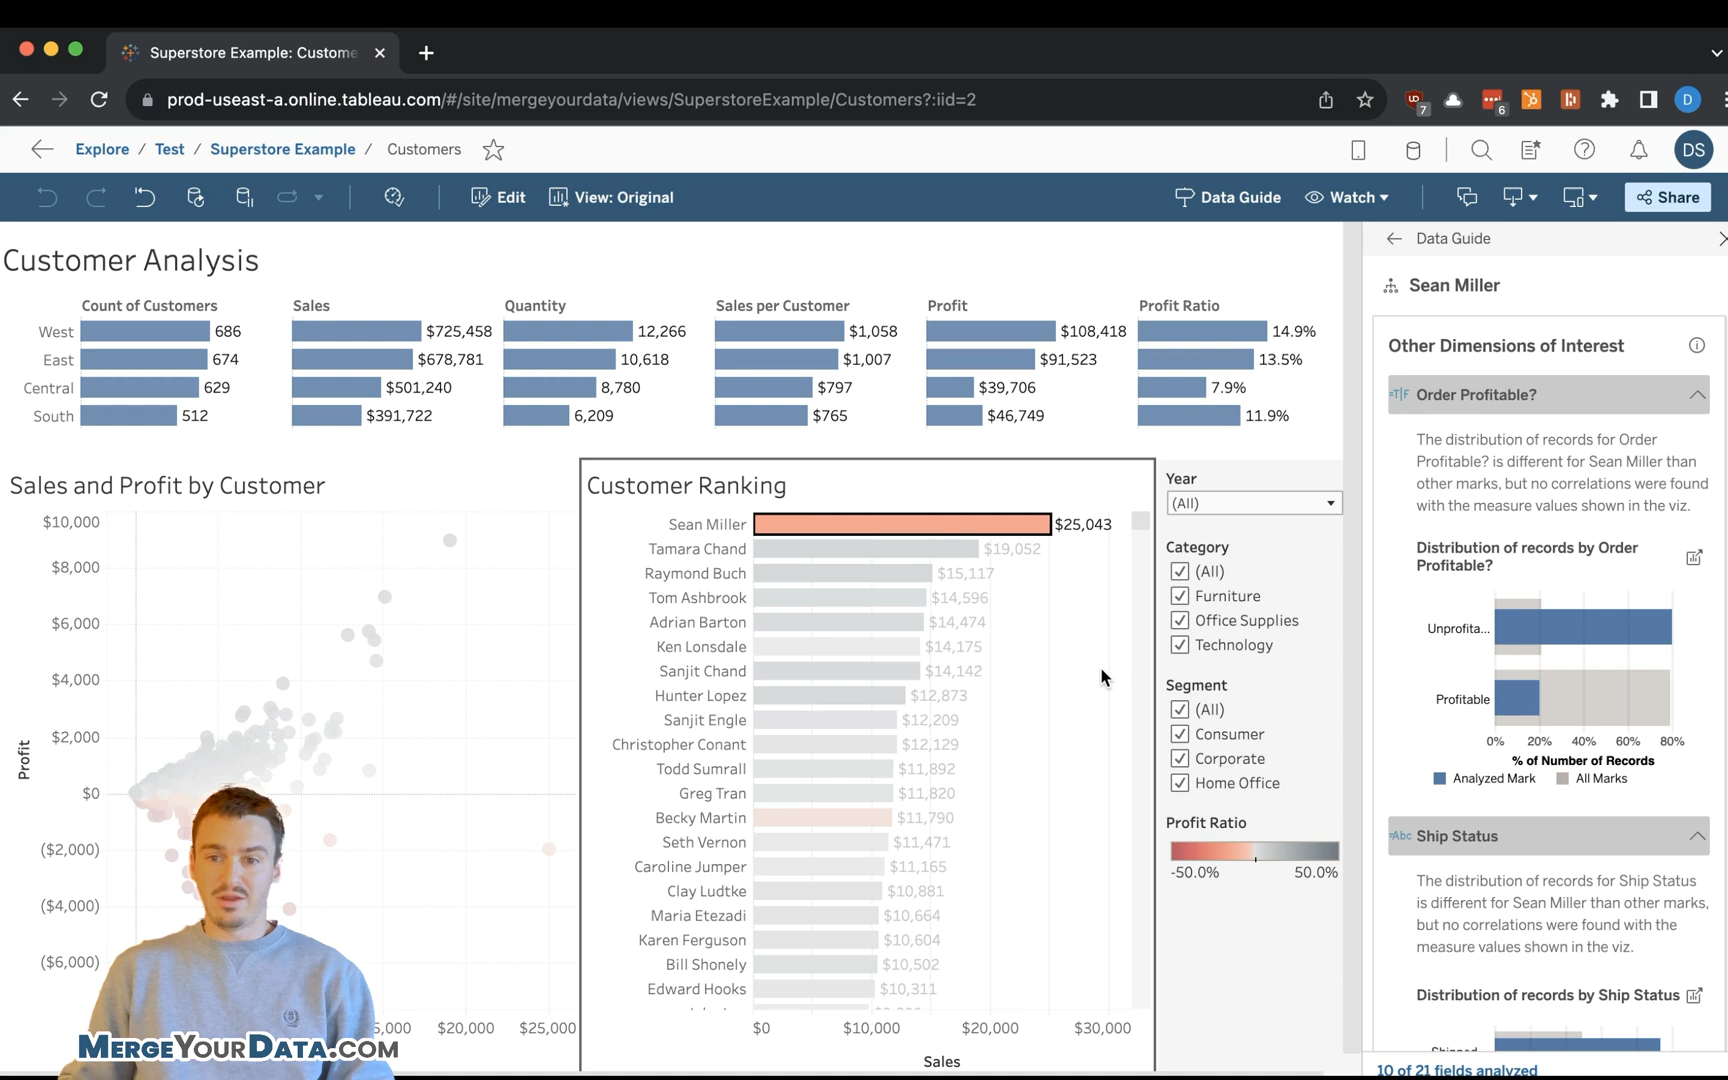 Superstore Example: Custome
prod-useast-a.online.tableau.com/#/site/mergeyourdata/views/SuperstoreExample/Customers?:iid=2
7
6
D
Explore / Test / Superstore Example / Customers
DS
Edit
View: Original
Data Guide
Watch
Share
Customer Analysis
Count of Customers Sales Quantity Sales per Customer Profit Profit Ratio
West 686 $725,458 12,266 $1,058 $108,418 14.9%
East 674 $678,781 10,618 $1,007 $91,523 13.5%
Central 629 $501,240 8,780 $797 $39,706 7.9%
South 512 $391,722 6,209 $765 $46,749 11.9%
Sales and Profit by Customer
$10,000
$8,000
$6,000
$4,000
$2,000
$0
($2,000)
($4,000)
($6,000)
Profit
5,000 $20,000 $25,000
Customer Ranking
Sean Miller $25,043
Tamara Chand $19,052
Raymond Buch $15,117
Tom Ashbrook $14,596
Adrian Barton $14,474
Ken Lonsdale $14,175
Sanjit Chand $14,142
Hunter Lopez $12,873
Sanjit Engle $12,209
Christopher Conant $12,129
Todd Sumrall $11,892
Greg Tran $11,820
Becky Martin $11,790
Seth Vernon $11,471
Caroline Jumper $11,165
Clay Ludtke $10,881
Maria Etezadi $10,664
Karen Ferguson $10,604
Bill Shonely $10,502
Edward Hooks $10,311
$0 $10,000 $20,000 $30,000
Sales
Year
(All)
Category
(All)
Furniture
Office Supplies
Technology
Segment
(All)
Consumer
Corporate
Home Office
Profit Ratio
-50.0% 50.0%
Data Guide
Sean Miller
Other Dimensions of Interest
=T|F Order Profitable?
The distribution of records for Order
Profitable? is different for Sean Miller than
other marks, but no correlations were found
with the measure values shown in the viz.
Distribution of records by Order
Profitable?
Unprofita...
Profitable
0% 20% 40% 60% 80%
% of Number of Records
Analyzed Mark All Marks
=Abc Ship Status
The distribution of records for Ship Status
is different for Sean Miller than other marks,
but no correlations were found with the
measure values shown in the viz.
Distribution of records by Ship Status
Shipped
10 of 21 fields analyzed
MERGEYOURDATA.COM